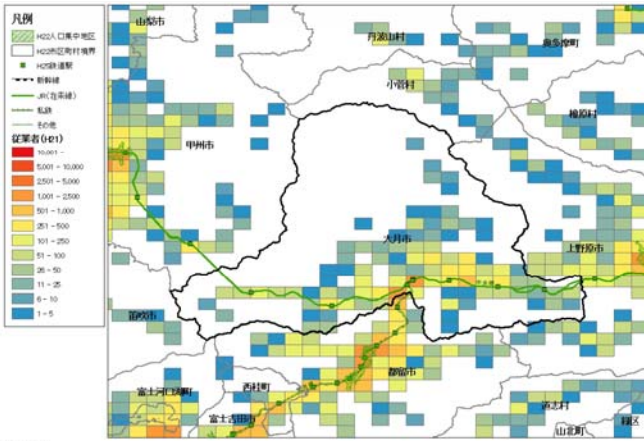 凡例
H22人口集中地区
H22市区町村境界
H25鉄道駅
新幹線
JR(在来線)
私鉄
その他
従業者(H21)
10,001 -
5,001 - 10,000
2,501 - 5,000
1,001 - 2,500
501 - 1,000
251 - 500
101 - 250
51 - 100
26 - 50
11 - 25
6 - 10
1 - 5
山梨市
丹波山村
奥多摩町
小菅村
檜原村
甲州市
大月市
上野原市
笛吹市
都留市
西桂町
富士河口湖町
富士吉田市
道志村
山北町
緑区